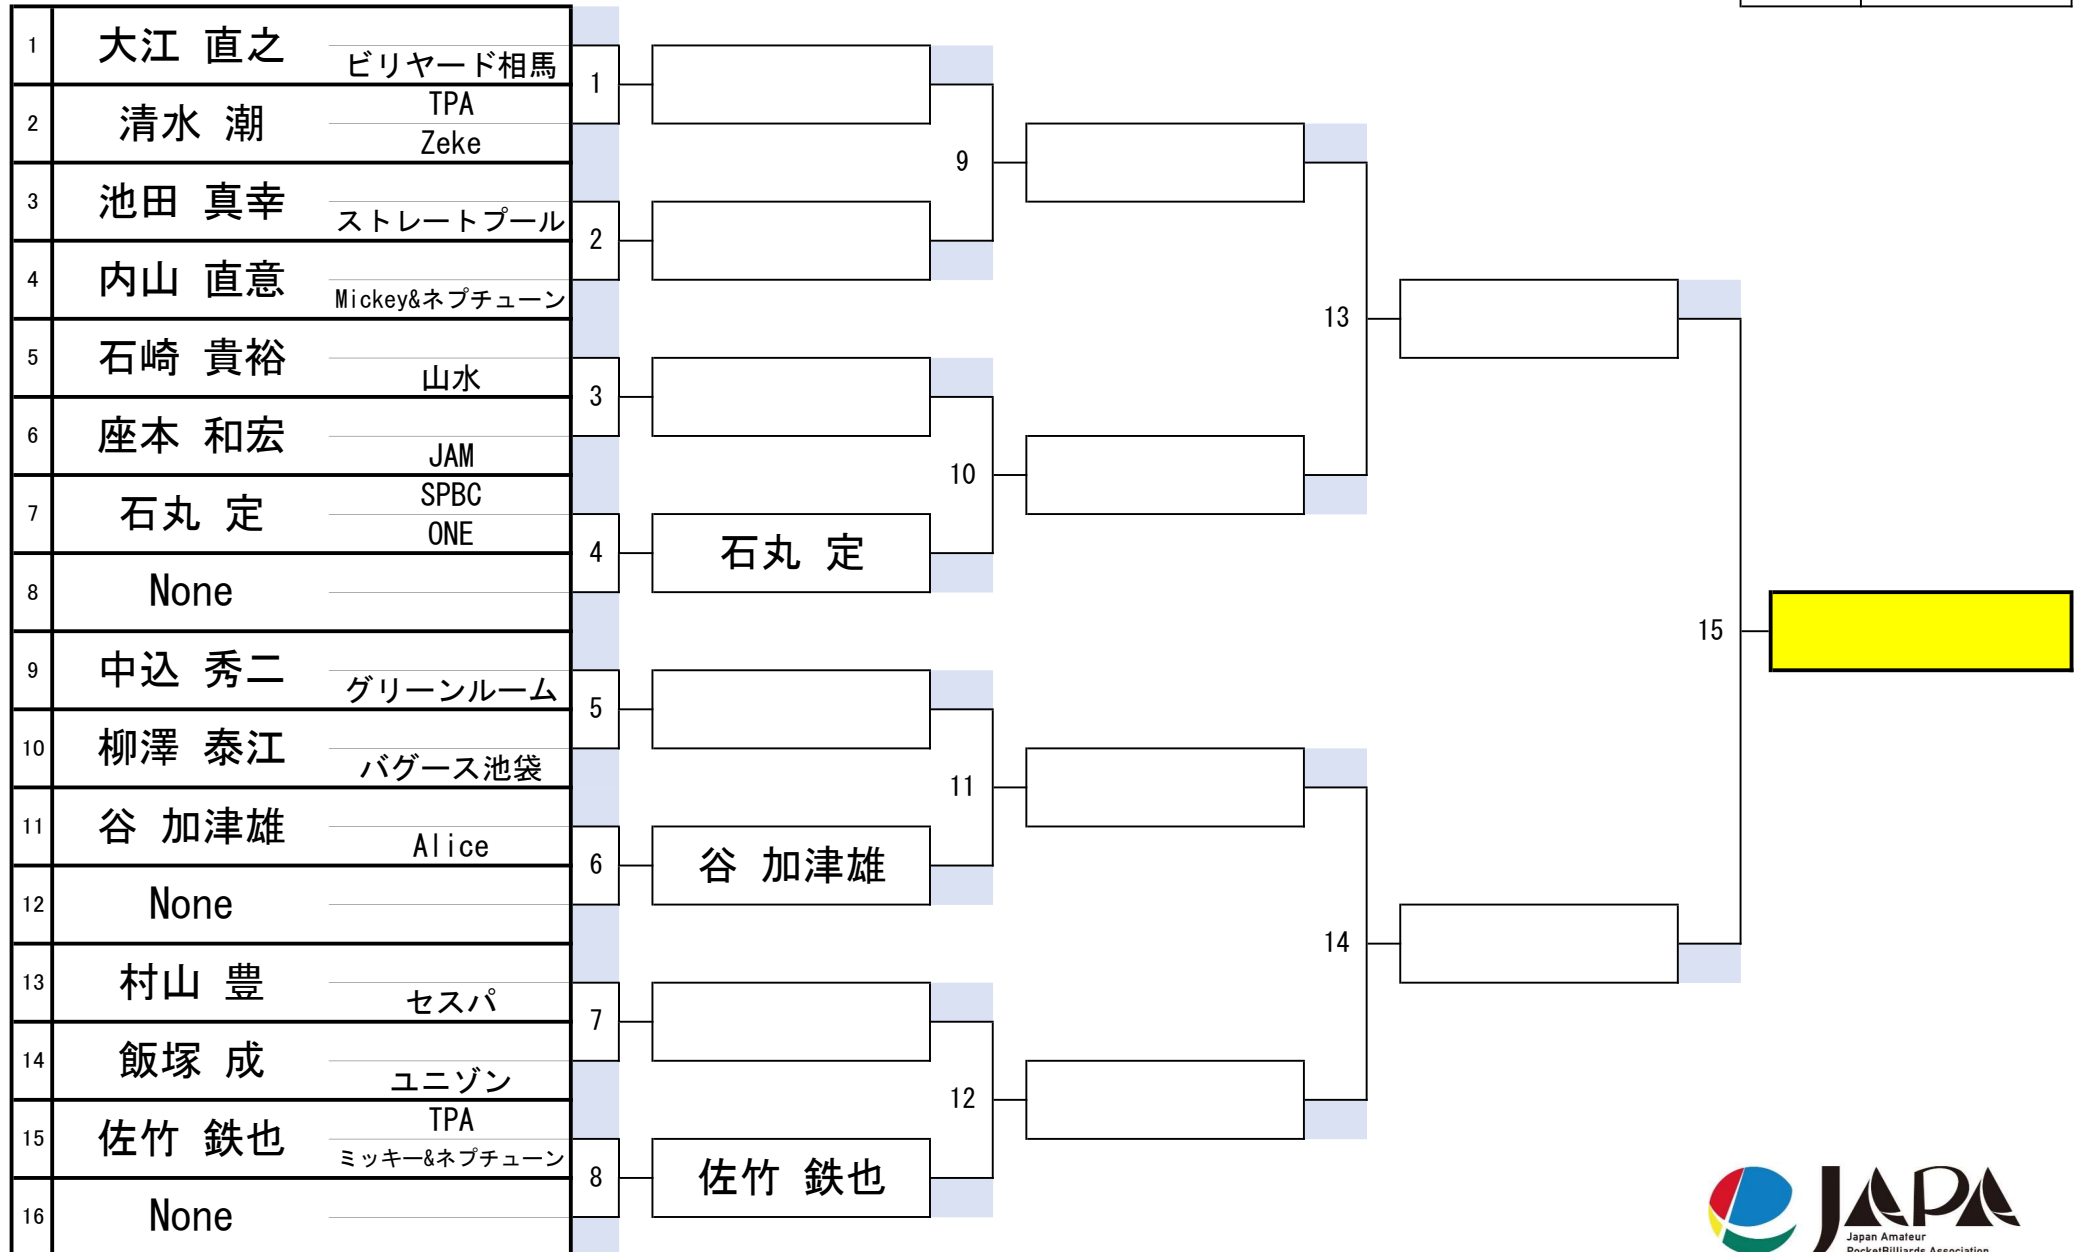 1 大江 直之 ビリヤード相馬
1
2 清水 潮 TPA
Zeke
9
3 池田 真幸 ストレートプール
2
4 内山 直意 Mickey&ネプチューン
13
5 石崎 貴裕 山水
3
6 座本 和宏 JAM
10
7 石丸 定 SPBC
ONE
4 石丸 定
8 None
15
9 中込 秀二 グリーンルーム
5
10 柳澤 泰江 バグース池袋
11
11 谷 加津雄 Alice
6 谷 加津雄
12 None
14
13 村山 豊 セスパ
7
14 飯塚 成 ユニゾン
12
15 佐竹 鉄也 TPA
ミッキー&ネプチューン
8 佐竹 鉄也
16 None
JAPA
Japan Amateur
PocketBilliards Association